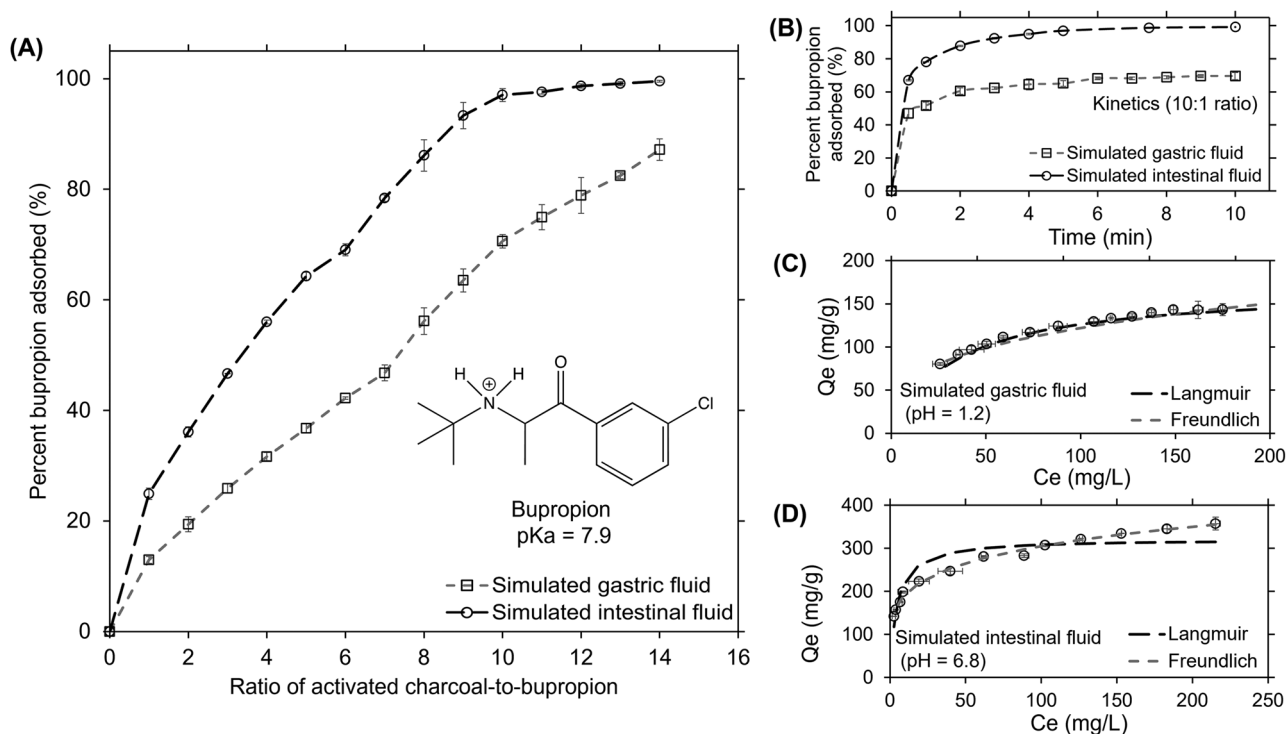 (A)
Percent bupropion adsorbed (%)
100
80
60
40
20
0
0 2 4 6 8 10 12 14 16
Ratio of activated charcoal-to-bupropion
H H O
⊕
N
Cl
Bupropion
pKa = 7.9
Simulated gastric fluid
Simulated intestinal fluid
(B)
Percent bupropion
adsorbed (%)
100
80
60
40
20
0
0 2 4 6 8 10
Time (min)
Kinetics (10:1 ratio)
Simulated gastric fluid
Simulated intestinal fluid
(C)
Qe (mg/g)
200
150
100
50
0
0 50 100 150 200
Ce (mg/L)
Simulated gastric fluid
(pH = 1.2)
Langmuir
Freundlich
(D)
Qe (mg/g)
400
300
200
100
0
0 50 100 150 200 250
Ce (mg/L)
Simulated intestinal fluid
(pH = 6.8)
Langmuir
Freundlich